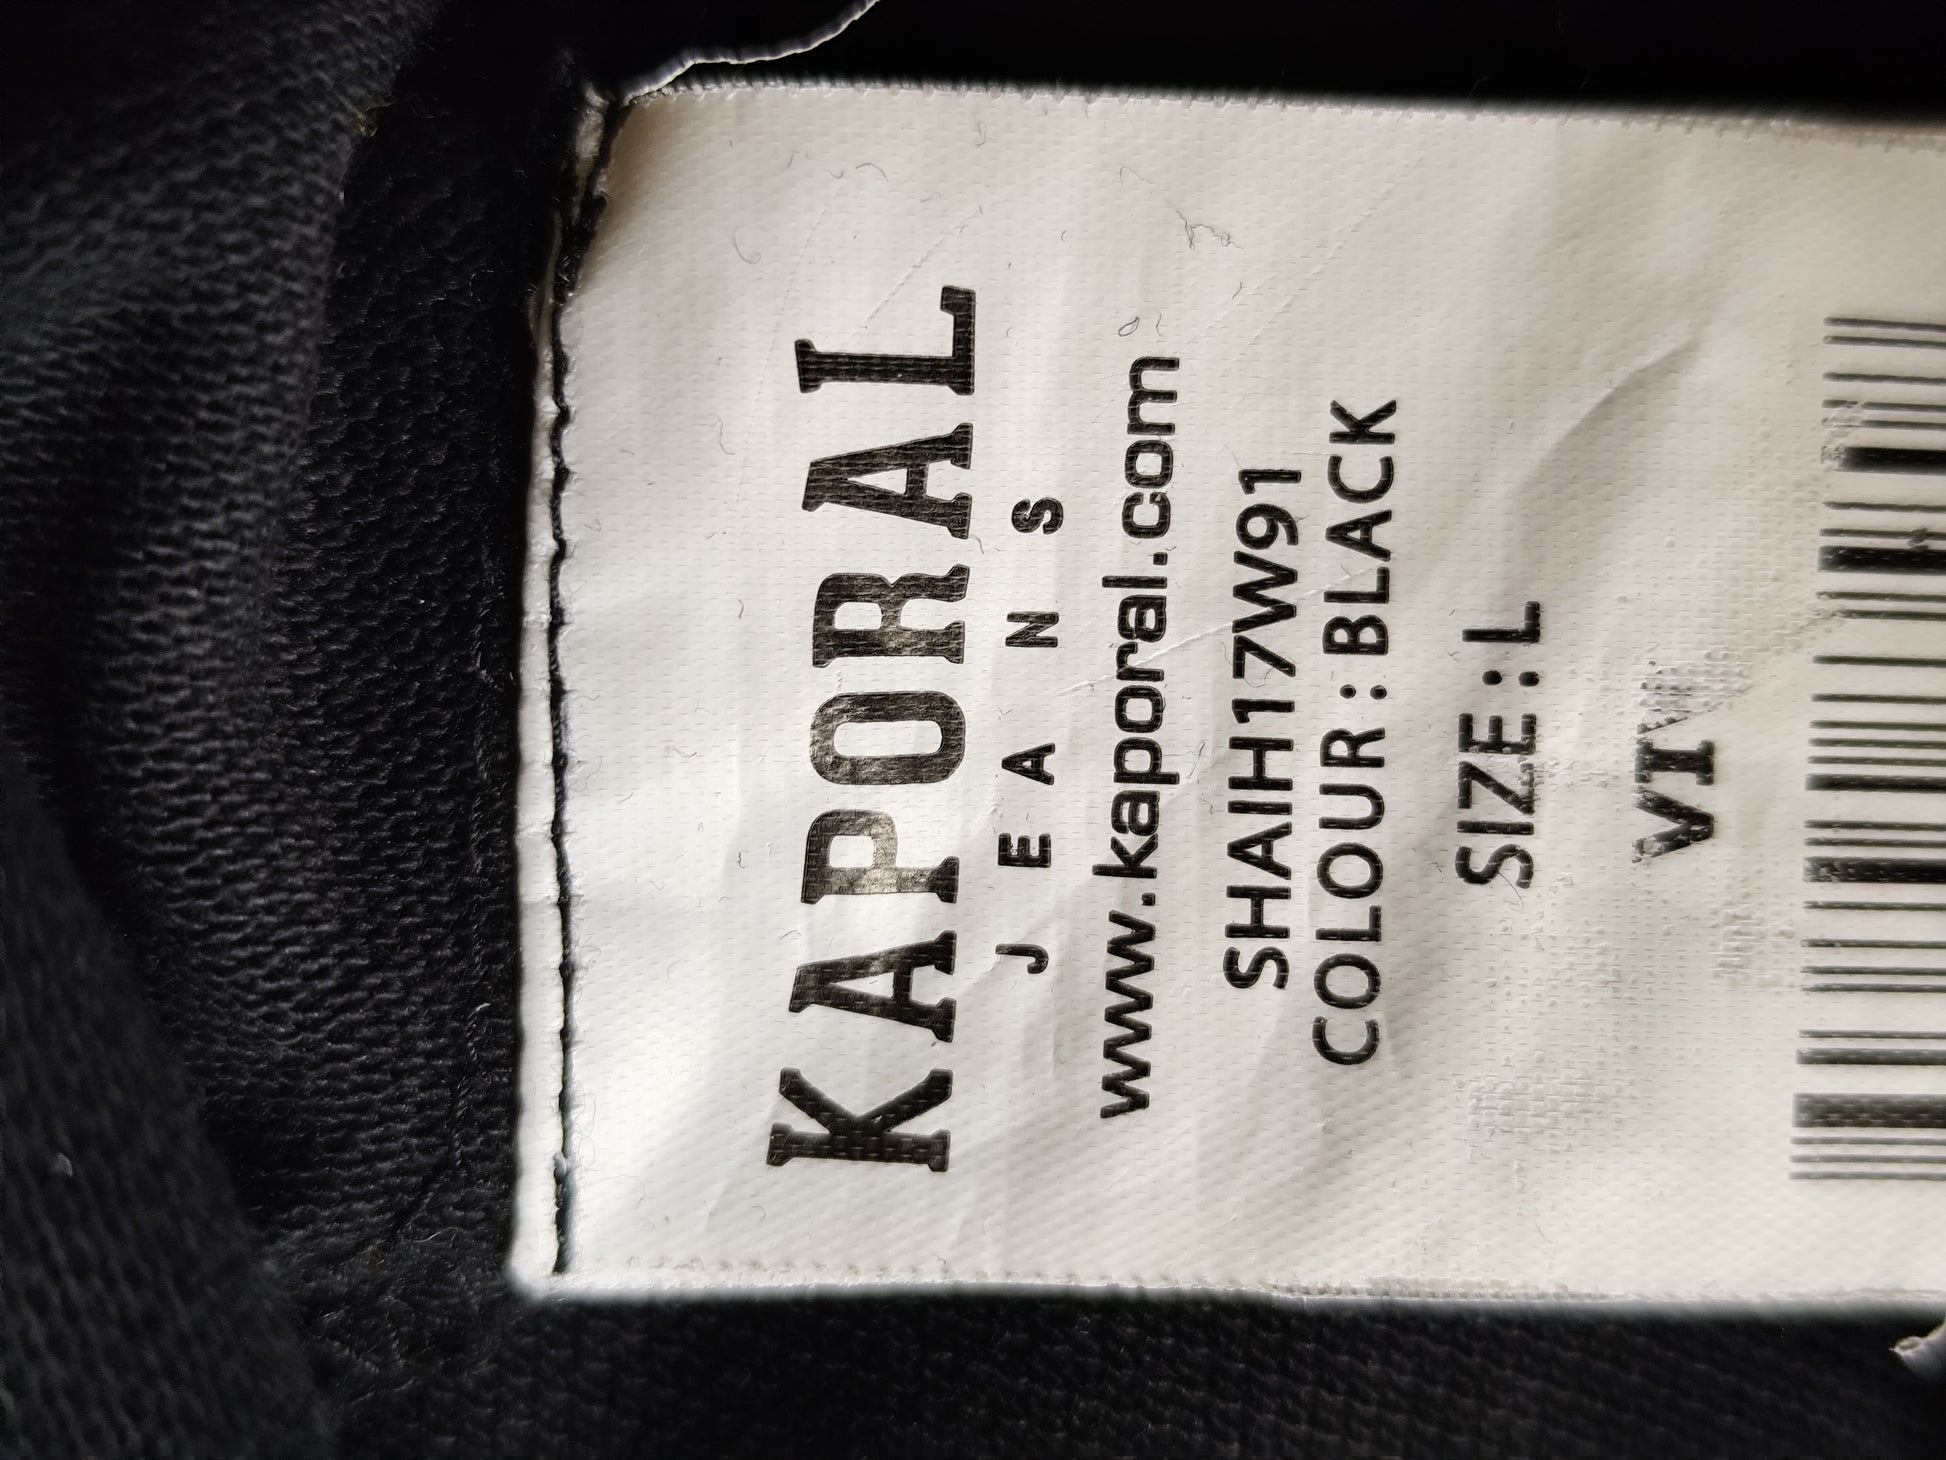 KAPORAL
JEANS
www.kaporal.com
SHAIH17W91
COLOUR : BLACK
SIZE : L